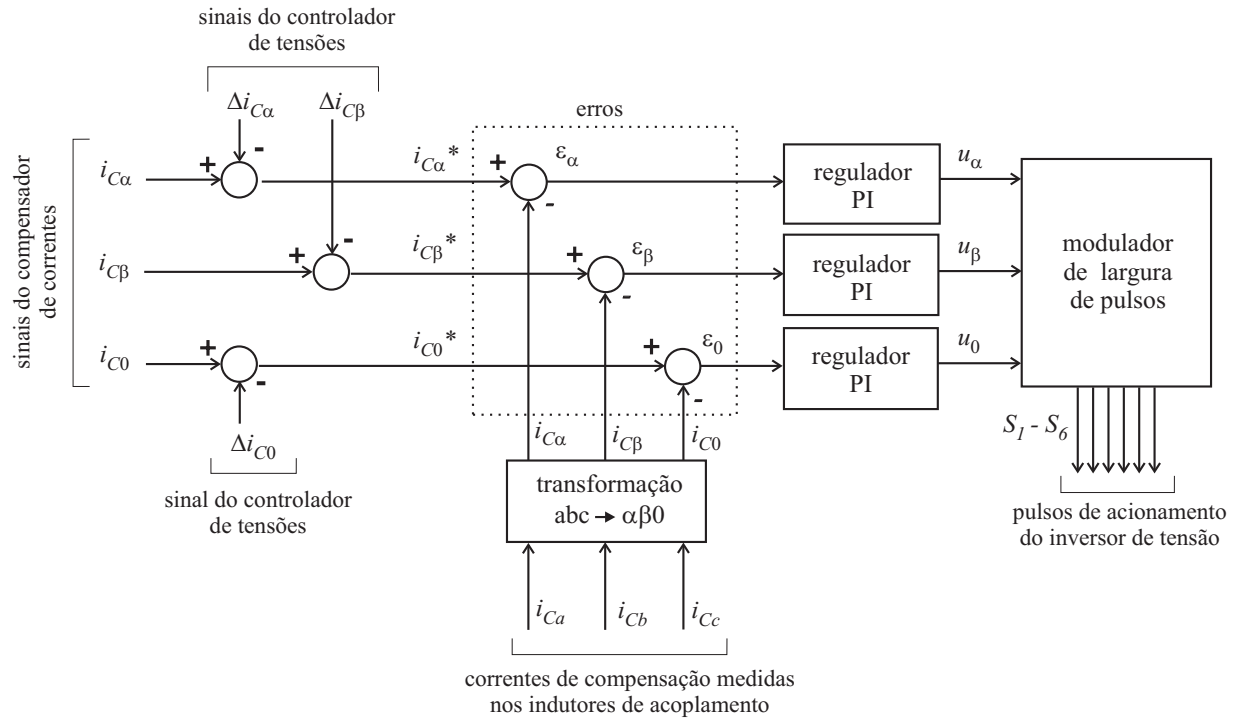 sinais do controlador
de tensões
Δi_Cα
Δi_Cβ
erros
sinais do compensador
de correntes
i_Cα
+
-
i_Cα*
+
ε_α
-
regulador
PI
u_α
i_Cβ
+
-
i_Cβ*
+
ε_β
-
regulador
PI
u_β
i_C0
+
-
i_C0*
+
ε_0
-
regulador
PI
u_0
modulador
de largura
de pulsos
Δi_C0
sinal do controlador
de tensões
i_Cα
i_Cβ
i_C0
transformação
abc → αβ0
i_Ca
i_Cb
i_Cc
correntes de compensação medidas
nos indutores de acoplamento
S_1 - S_6
pulsos de acionamento
do inversor de tensão